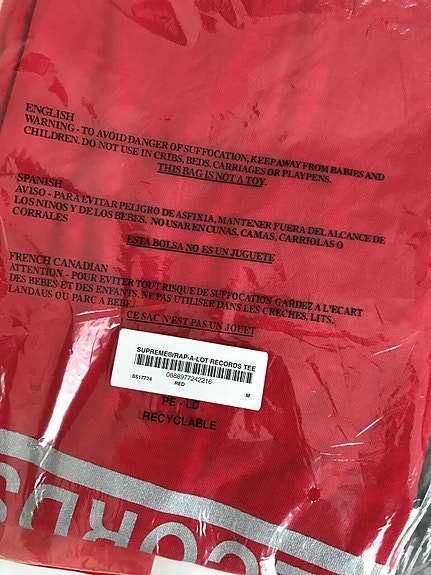 ENGLISH
WARNING - TO AVOID DANGER OF SUFFOCATION, KEEP AWAY FROM BABIES AND
CHILDREN. DO NOT USE IN CRIBS, BEDS, CARRIAGES OR PLAYPENS.
THIS BAG IS NOT A TOY.
SPANISH
AVISO - PARA EVITAR PELIGRO DE ASFIXIA, MANTENER FUERA DEL ALCANCE DE
LOS NINOS Y DE LOS BEBES. NO USAR EN CUNAS, CAMAS, CARRIOLAS O
CORRALES
ESTA BOLSA NO ES UN JUGUETE
FRENCH CANADIAN
ATTENTION - POUR EVITER TOUT RISQUE DE SUFFOCATION GARDEZ A L'ECART
DES BEBES ET DES ENFANTS. NE PAS UTILISER DANS LES CRECHES, LITS,
LANDAUS OU PARC A BEBE.
CE SAC N'EST PAS UN JOUET
SUPREME®/RAP-A-LOT RECORDS TEE
0888977242216
SS17T24 RED M
PE - LD
RECYCLABLE
CORDS